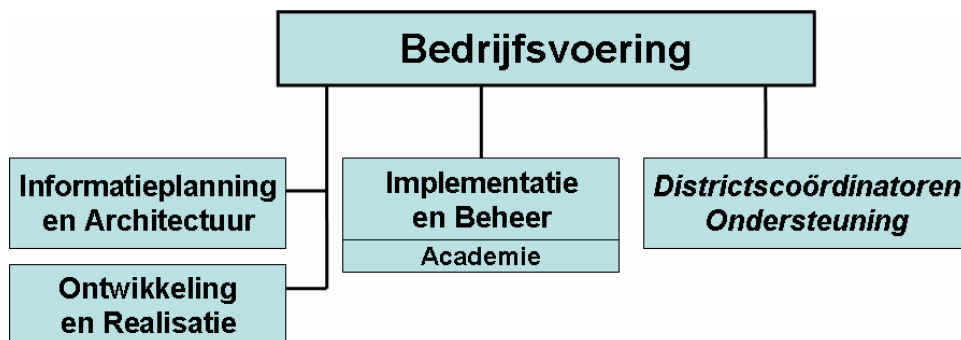 Bedrijfsvoering
Informatieplanning
en Architectuur
Ontwikkeling
en Realisatie
Implementatie
en Beheer
Academie
Districtscoördinatoren
Ondersteuning